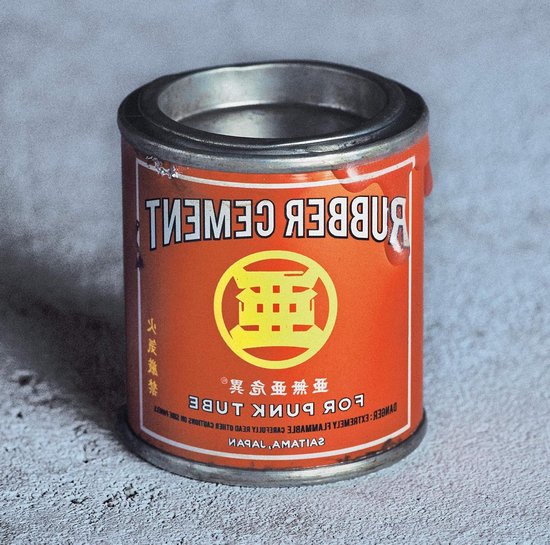 RUBBER CEMENT
亜
亜無亜危異®
FOR PUNK TUBE
DANGER: EXTREMELY FLAMMABLE CAREFULLY READ OTHER CAUTIONS ON SIDE PANELS
SAITAMA, JAPAN
火気厳禁